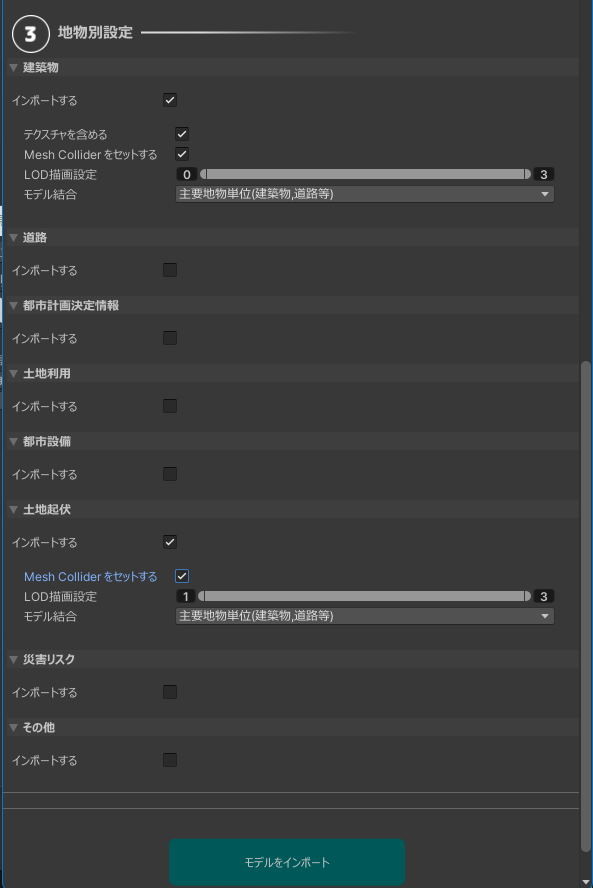 3 地物別設定
建築物
インポートする
テクスチャを含める
Mesh Collider をセットする
LOD描画設定 0 3
モデル結合 主要地物単位(建築物,道路等)
道路
インポートする
都市計画決定情報
インポートする
土地利用
インポートする
都市設備
インポートする
土地起伏
インポートする
Mesh Collider をセットする
LOD描画設定 1 3
モデル結合 主要地物単位(建築物,道路等)
災害リスク
インポートする
その他
インポートする
モデルをインポート